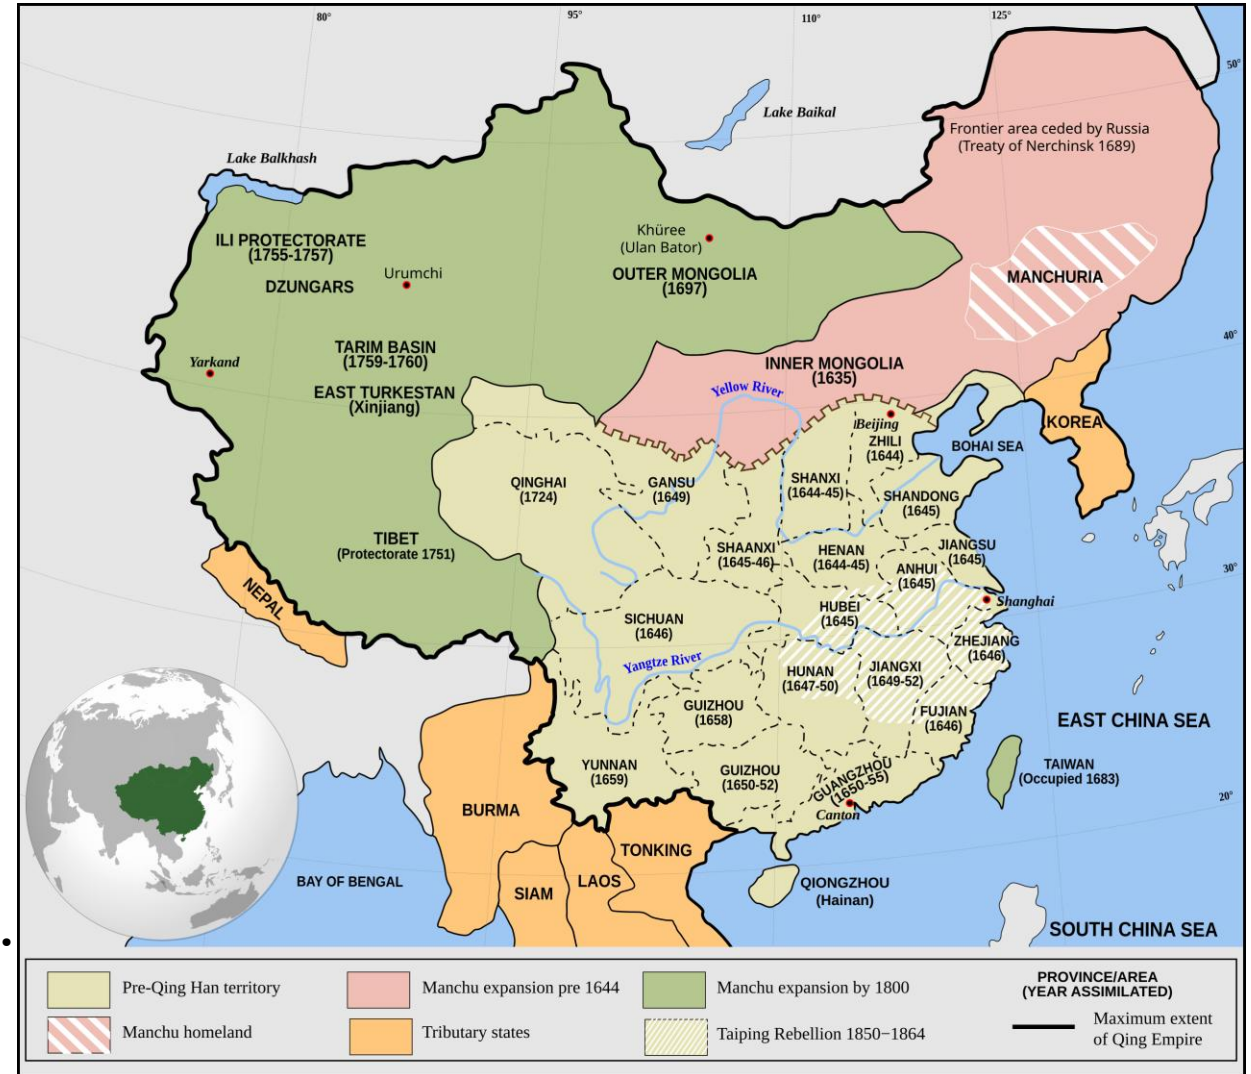 80°
95°
110°
125°
50°
Lake Baikal
Frontier area ceded by Russia
(Treaty of Nerchinsk 1689)
Lake Balkhash
ILI PROTECTORATE
(1755-1757)
DZUNGARS
Urumchi
Khüree
(Ulan Bator)
OUTER MONGOLIA
(1697)
MANCHURIA
40°
TARIM BASIN
(1759-1760)
Yarkand
EAST TURKESTAN
(Xinjiang)
INNER MONGOLIA
(1635)
Yellow River
Beijing
ZHILI
(1644)
BOHAI SEA
KOREA
QINGHAI
(1724)
GANSU
(1649)
SHANXI
(1644-45)
SHANDONG
(1645)
TIBET
(Protectorate 1751)
SHAANXI
(1645-46)
HENAN
(1644-45)
JIANGSU
(1645)
ANHUI
(1645)
30°
NEPAL
SICHUAN
(1646)
HUBEI
(1645)
Shanghai
Yangtze River
ZHEJIANG
(1646)
HUNAN
(1647-50)
JIANGXI
(1649-52)
GUIZHOU
(1658)
FUJIAN
(1646)
EAST CHINA SEA
YUNNAN
(1659)
GUIZHOU
(1650-52)
GUANGZHOU
(1650-55)
Canton
TAIWAN
(Occupied 1683)
20°
BURMA
TONKING
BAY OF BENGAL
SIAM
LAOS
QIONGZHOU
(Hainan)
SOUTH CHINA SEA
Pre-Qing Han territory
Manchu expansion pre 1644
Manchu expansion by 1800
PROVINCE/AREA
(YEAR ASSIMILATED)
Manchu homeland
Tributary states
Taiping Rebellion 1850−1864
Maximum extent
of Qing Empire